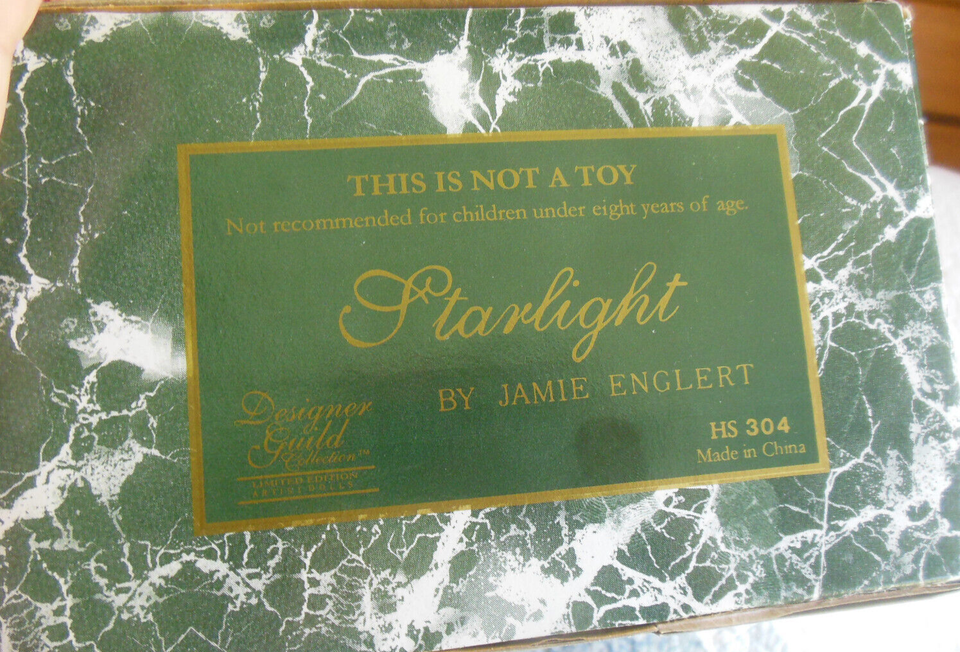 THIS IS NOT A TOY
Not recommended for children under eight years of age.
Starlight
BY JAMIE ENGLERT
Designer
Guild
Collection™
LIMITED EDITION
ARTIST DOLLS
HS 304
Made in China